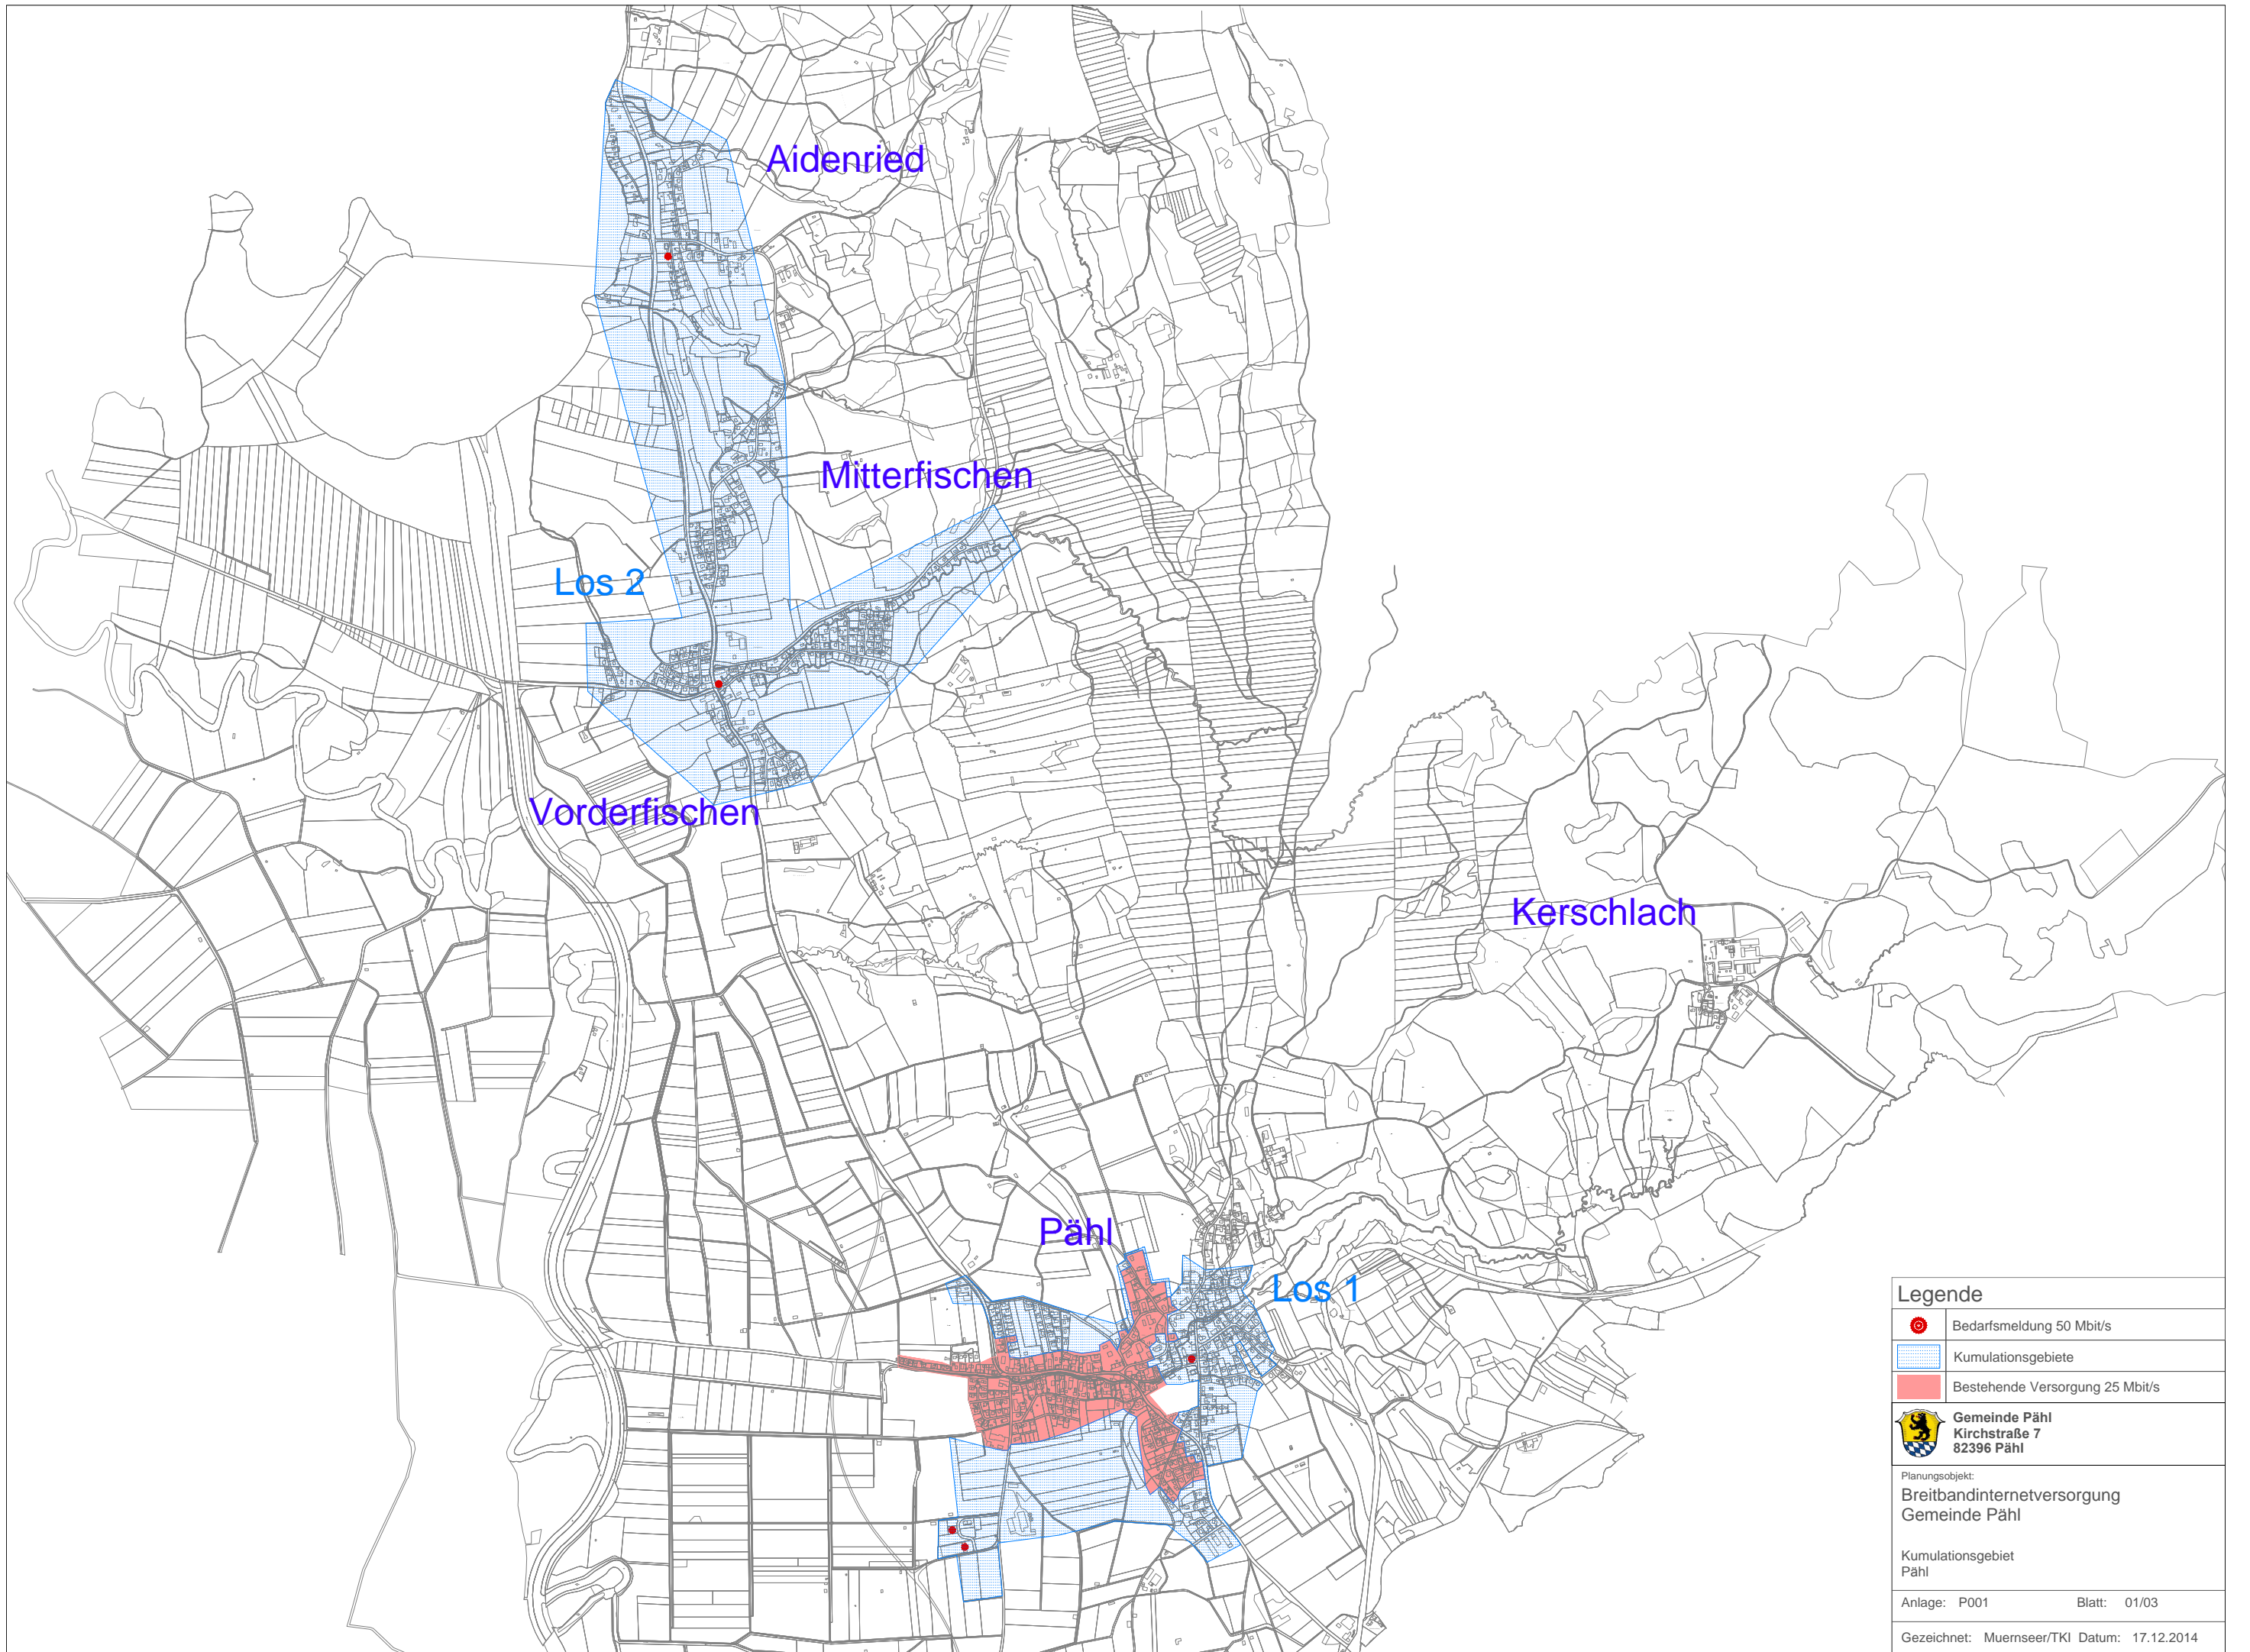 Aidenried
Mitterfischen
Los 2
Vorderfischen
Kerschlach
Pähl
Los 1
Legende
Bedarfsmeldung 50 Mbit/s
Kumulationsgebiete
Bestehende Versorgung 25 Mbit/s
Gemeinde Pähl
Kirchstraße 7
82396 Pähl
Planungsobjekt:
Breitbandinternetversorgung
Gemeinde Pähl
Kumulationsgebiet
Pähl
Anlage: P001 Blatt: 01/03
Gezeichnet: Muernseer/TKI Datum: 17.12.2014